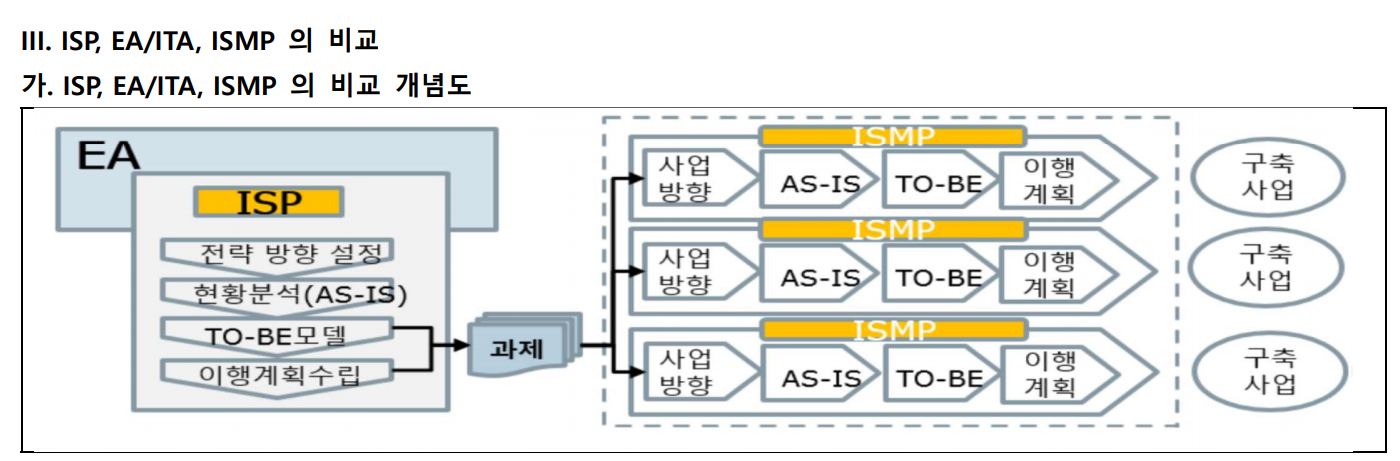 III. ISP, EA/ITA, ISMP 의 비교
가. ISP, EA/ITA, ISMP 의 비교 개념도
EA
ISP
전략 방향 설정
현황분석(AS-IS)
TO-BE모델
이행계획수립
과제
ISMP
사업
방향
AS-IS
TO-BE
이행
계획
구축
사업
ISMP
사업
방향
AS-IS
TO-BE
이행
계획
구축
사업
ISMP
사업
방향
AS-IS
TO-BE
이행
계획
구축
사업